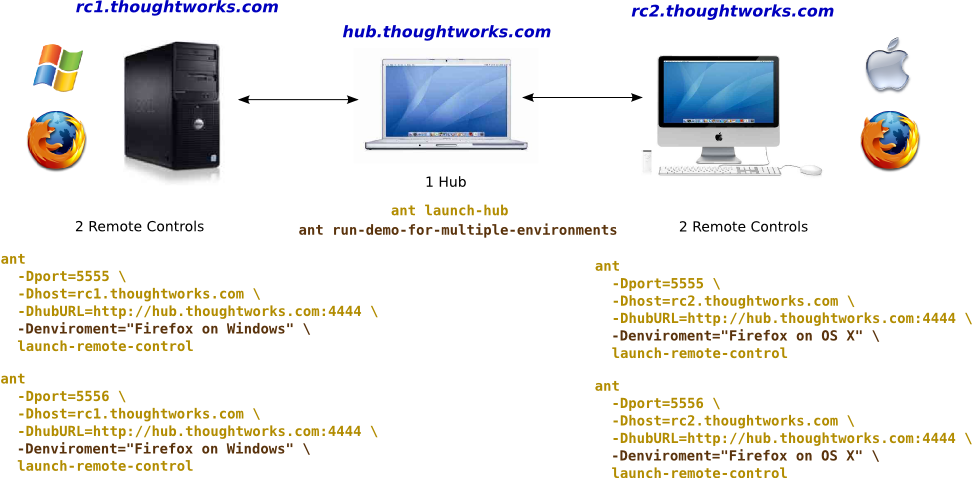 rc1.thoughtworks.com
hub.thoughtworks.com
rc2.thoughtworks.com
1 Hub
ant launch-hub
ant run-demo-for-multiple-environments
2 Remote Controls
2 Remote Controls
ant
-Dport=5555 \
-Dhost=rc1.thoughtworks.com \
-DhubURL=http://hub.thoughtworks.com:4444 \
-Denviroment="Firefox on Windows" \
launch-remote-control
ant
-Dport=5556 \
-Dhost=rc1.thoughtworks.com \
-DhubURL=http://hub.thoughtworks.com:4444 \
-Denviroment="Firefox on Windows" \
launch-remote-control
ant
-Dport=5555 \
-Dhost=rc2.thoughtworks.com \
-DhubURL=http://hub.thoughtworks.com:4444 \
-Denviroment="Firefox on OS X" \
launch-remote-control
ant
-Dport=5556 \
-Dhost=rc2.thoughtworks.com \
-DhubURL=http://hub.thoughtworks.com:4444 \
-Denviroment="Firefox on OS X" \
launch-remote-control